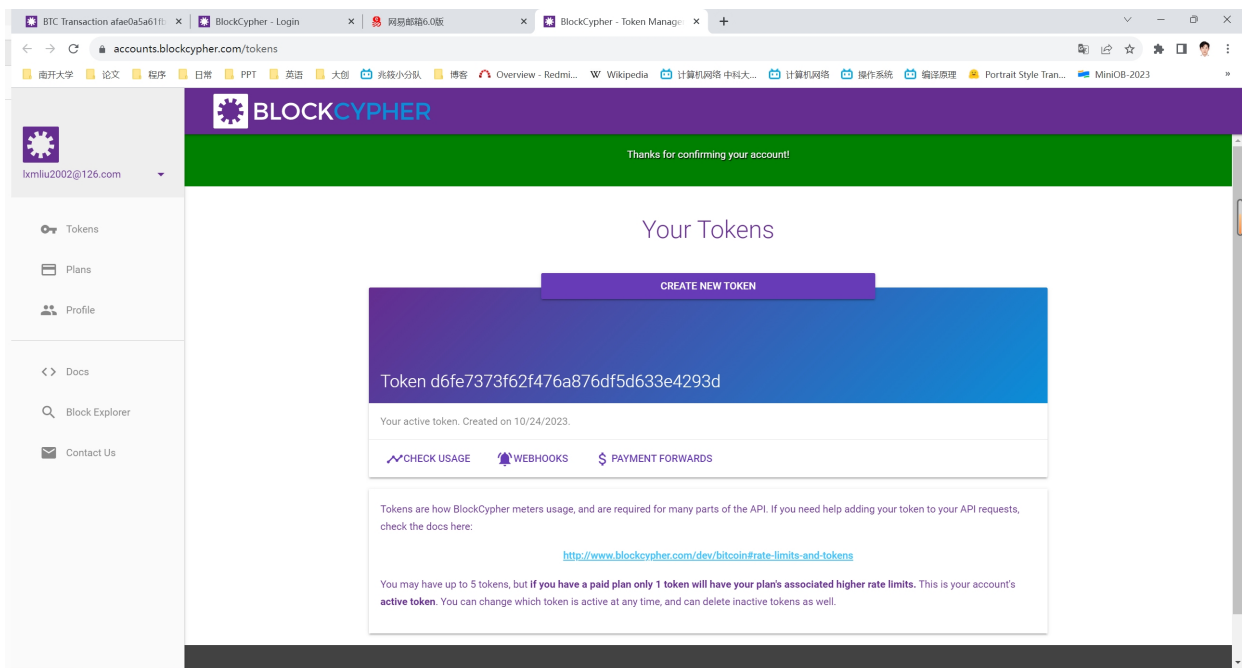 BTC Transaction afae0a5a61fb
BlockCypher - Login
网易邮箱6.0版
BlockCypher - Token Manage
accounts.blockcypher.com/tokens
南开大学 论文 程序 日常 PPT 英语 大创 兆核小分队 博客 Overview - Redmi... Wikipedia 计算机网络 中科大... 计算机网络 操作系统 编译原理 Portrait Style Tran... MiniOB-2023 »
BLOCKCYPHER
lxmliu2002@126.com
Thanks for confirming your account!
Tokens
Plans
Profile
Docs
Block Explorer
Contact Us
Your Tokens
CREATE NEW TOKEN
Token d6fe7373f62f476a876df5d633e4293d
Your active token. Created on 10/24/2023.
CHECK USAGE WEBHOOKS PAYMENT FORWARDS
Tokens are how BlockCypher meters usage, and are required for many parts of the API. If you need help adding your token to your API requests,
check the docs here:
http://www.blockcypher.com/dev/bitcoin#rate-limits-and-tokens
You may have up to 5 tokens, but if you have a paid plan only 1 token will have your plan's associated higher rate limits. This is your account's
active token. You can change which token is active at any time, and can delete inactive tokens as well.